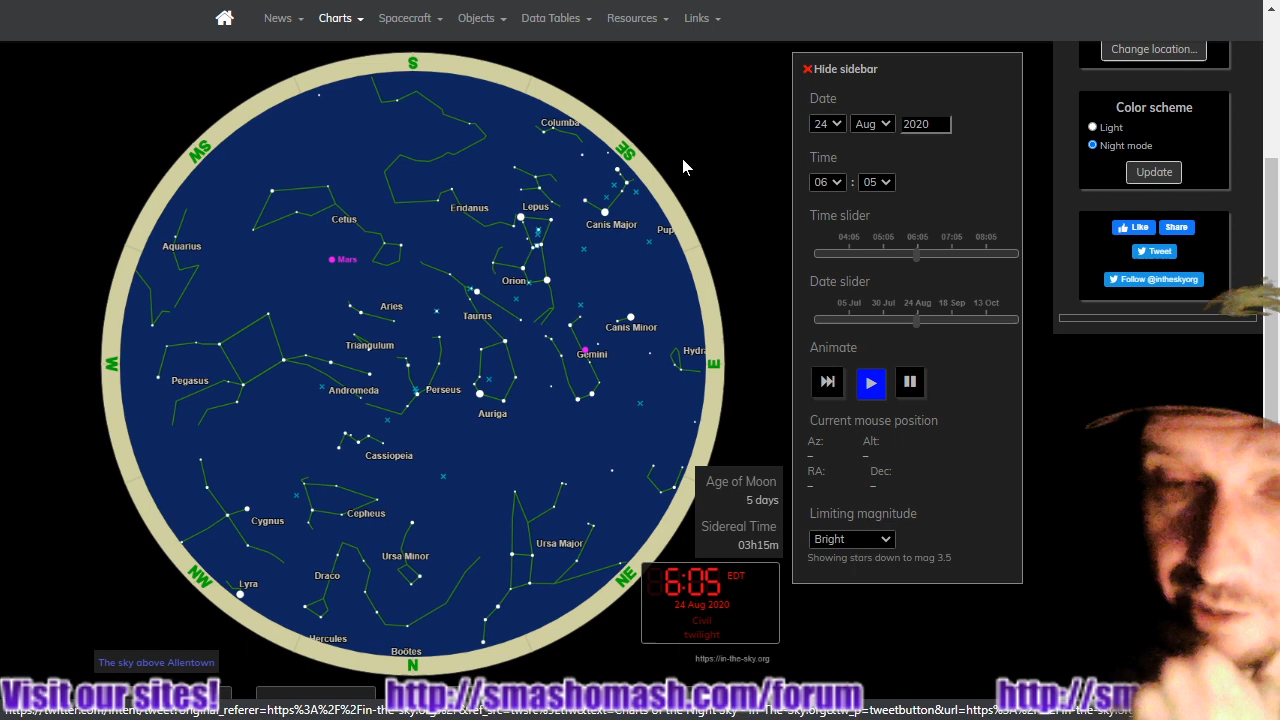 News Charts Spacecraft Objects Data Tables Resources Links
Change location...
Color scheme
Light
Night mode
Update
Like Share
Tweet
Follow @intheskyorg
Hide sidebar
Date
24 Aug 2020
Time
06 : 05
Time slider
04:05 05:05 06:05 07:05 08:05
Date slider
05 Jul 30 Jul 24 Aug 18 Sep 13 Oct
Animate
Current mouse position
Az: Alt:
– –
RA: Dec:
– –
Limiting magnitude
Bright
Showing stars down to mag 3.5
S
SE
SW
Columba
Eridanus
Lepus
Cetus
Canis Major
Pup
Aquarius
Mars
Orion
Aries
Taurus
Canis Minor
Triangulum
Gemini
Hydra
W
E
Pegasus
Andromeda
Perseus
Auriga
Cassiopeia
Cygnus
Cepheus
Ursa Minor
Ursa Major
Draco
NW
NE
Lyra
Hercules
Boötes
N
Age of Moon
5 days
Sidereal Time
03h15m
6:05 EDT
24 Aug 2020
Civil
twilight
https://in-the-sky.org
The sky above Allentown
Visit our sites! http://smashomash.com/forum http://sm